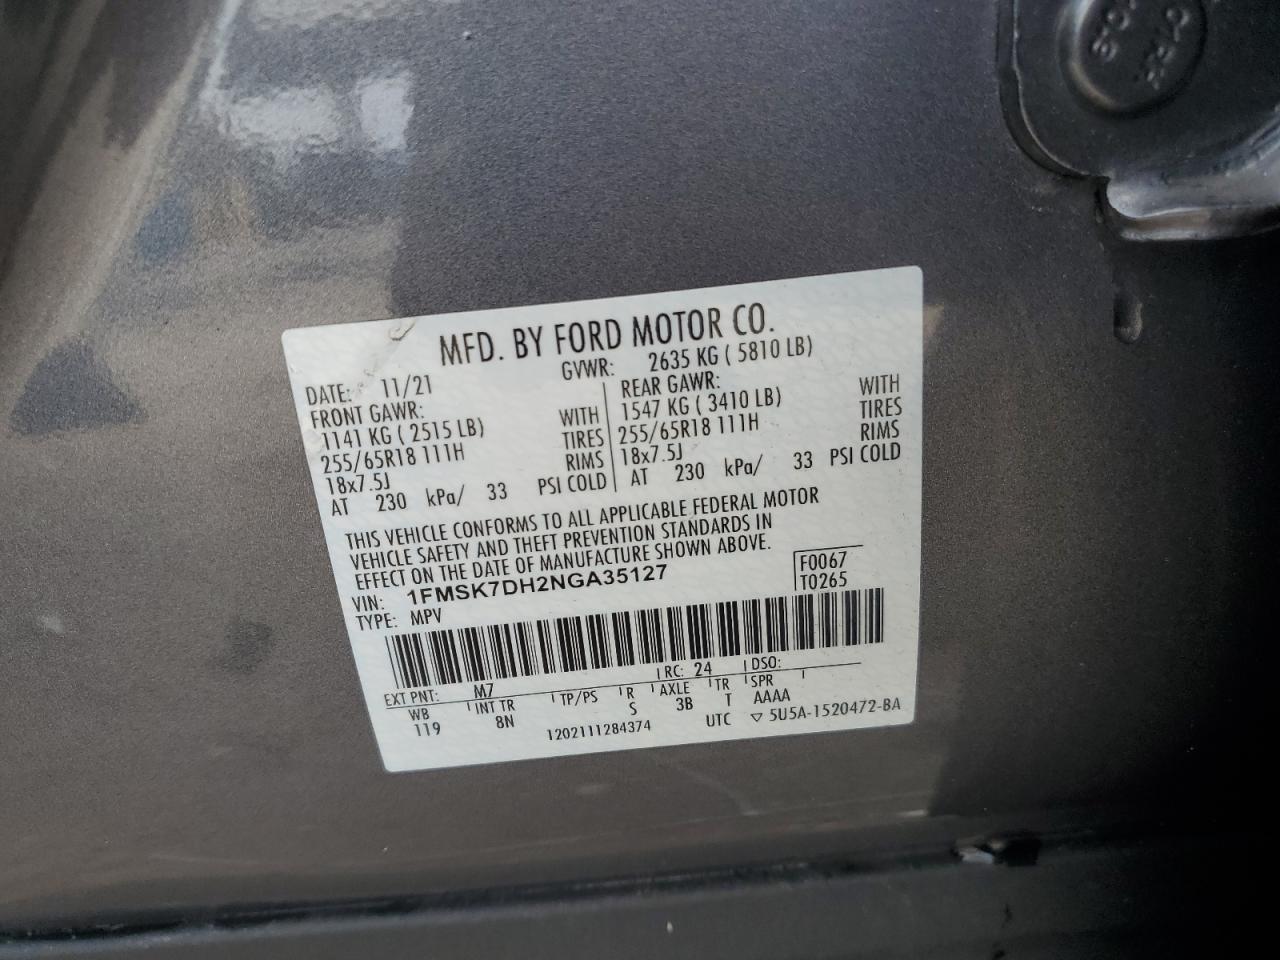 MFD. BY FORD MOTOR CO.
DATE: 11/21 GVWR: 2635 KG ( 5810 LB)
FRONT GAWR: WITH REAR GAWR: WITH
1141 KG ( 2515 LB) TIRES 1547 KG ( 3410 LB) TIRES
255/65R18 111H RIMS 255/65R18 111H RIMS
18x7.5J 18x7.5J
AT 230 kPa/ 33 PSI COLD AT 230 kPa/ 33 PSI COLD
THIS VEHICLE CONFORMS TO ALL APPLICABLE FEDERAL MOTOR
VEHICLE SAFETY AND THEFT PREVENTION STANDARDS IN
EFFECT ON THE DATE OF MANUFACTURE SHOWN ABOVE.
VIN: 1FMSK7DH2NGA35127 F0067
TYPE: MPV T0265
EXT PNT: M7 RC: 24 DSO:
WB INT TR TP/PS R AXLE TR SPR
119 8N S 3B T AAAA
1202111284374 UTC ▽ 5U5A-1520472-BA